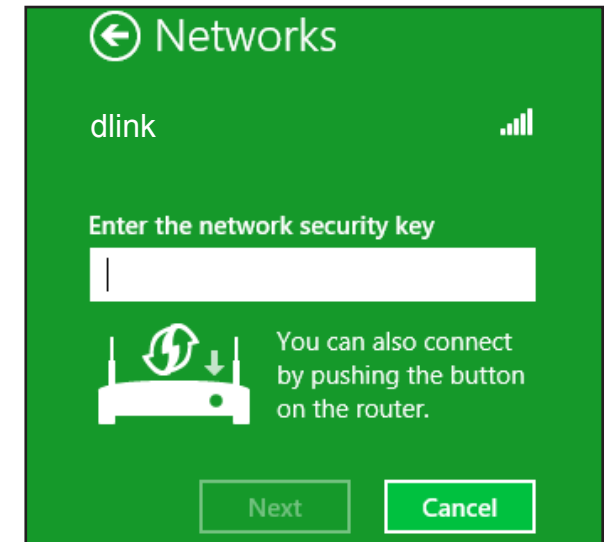 Networks
dlink
Enter the network security key
You can also connect
by pushing the button
on the router.
Next
Cancel